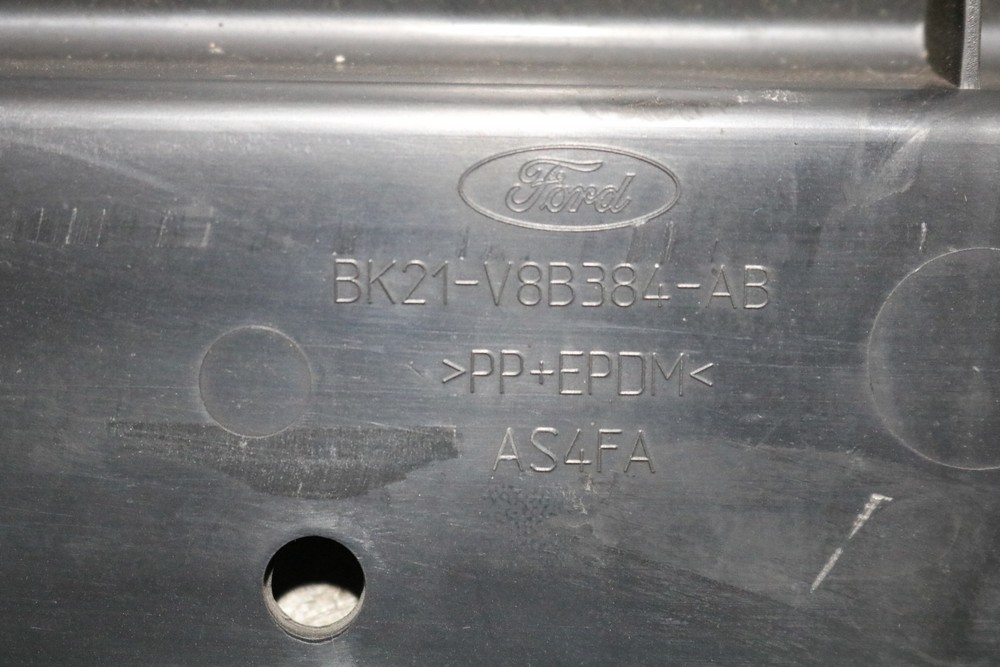 Ford
BK21-V8B384-AB
>PP+EPDM<
AS4FA